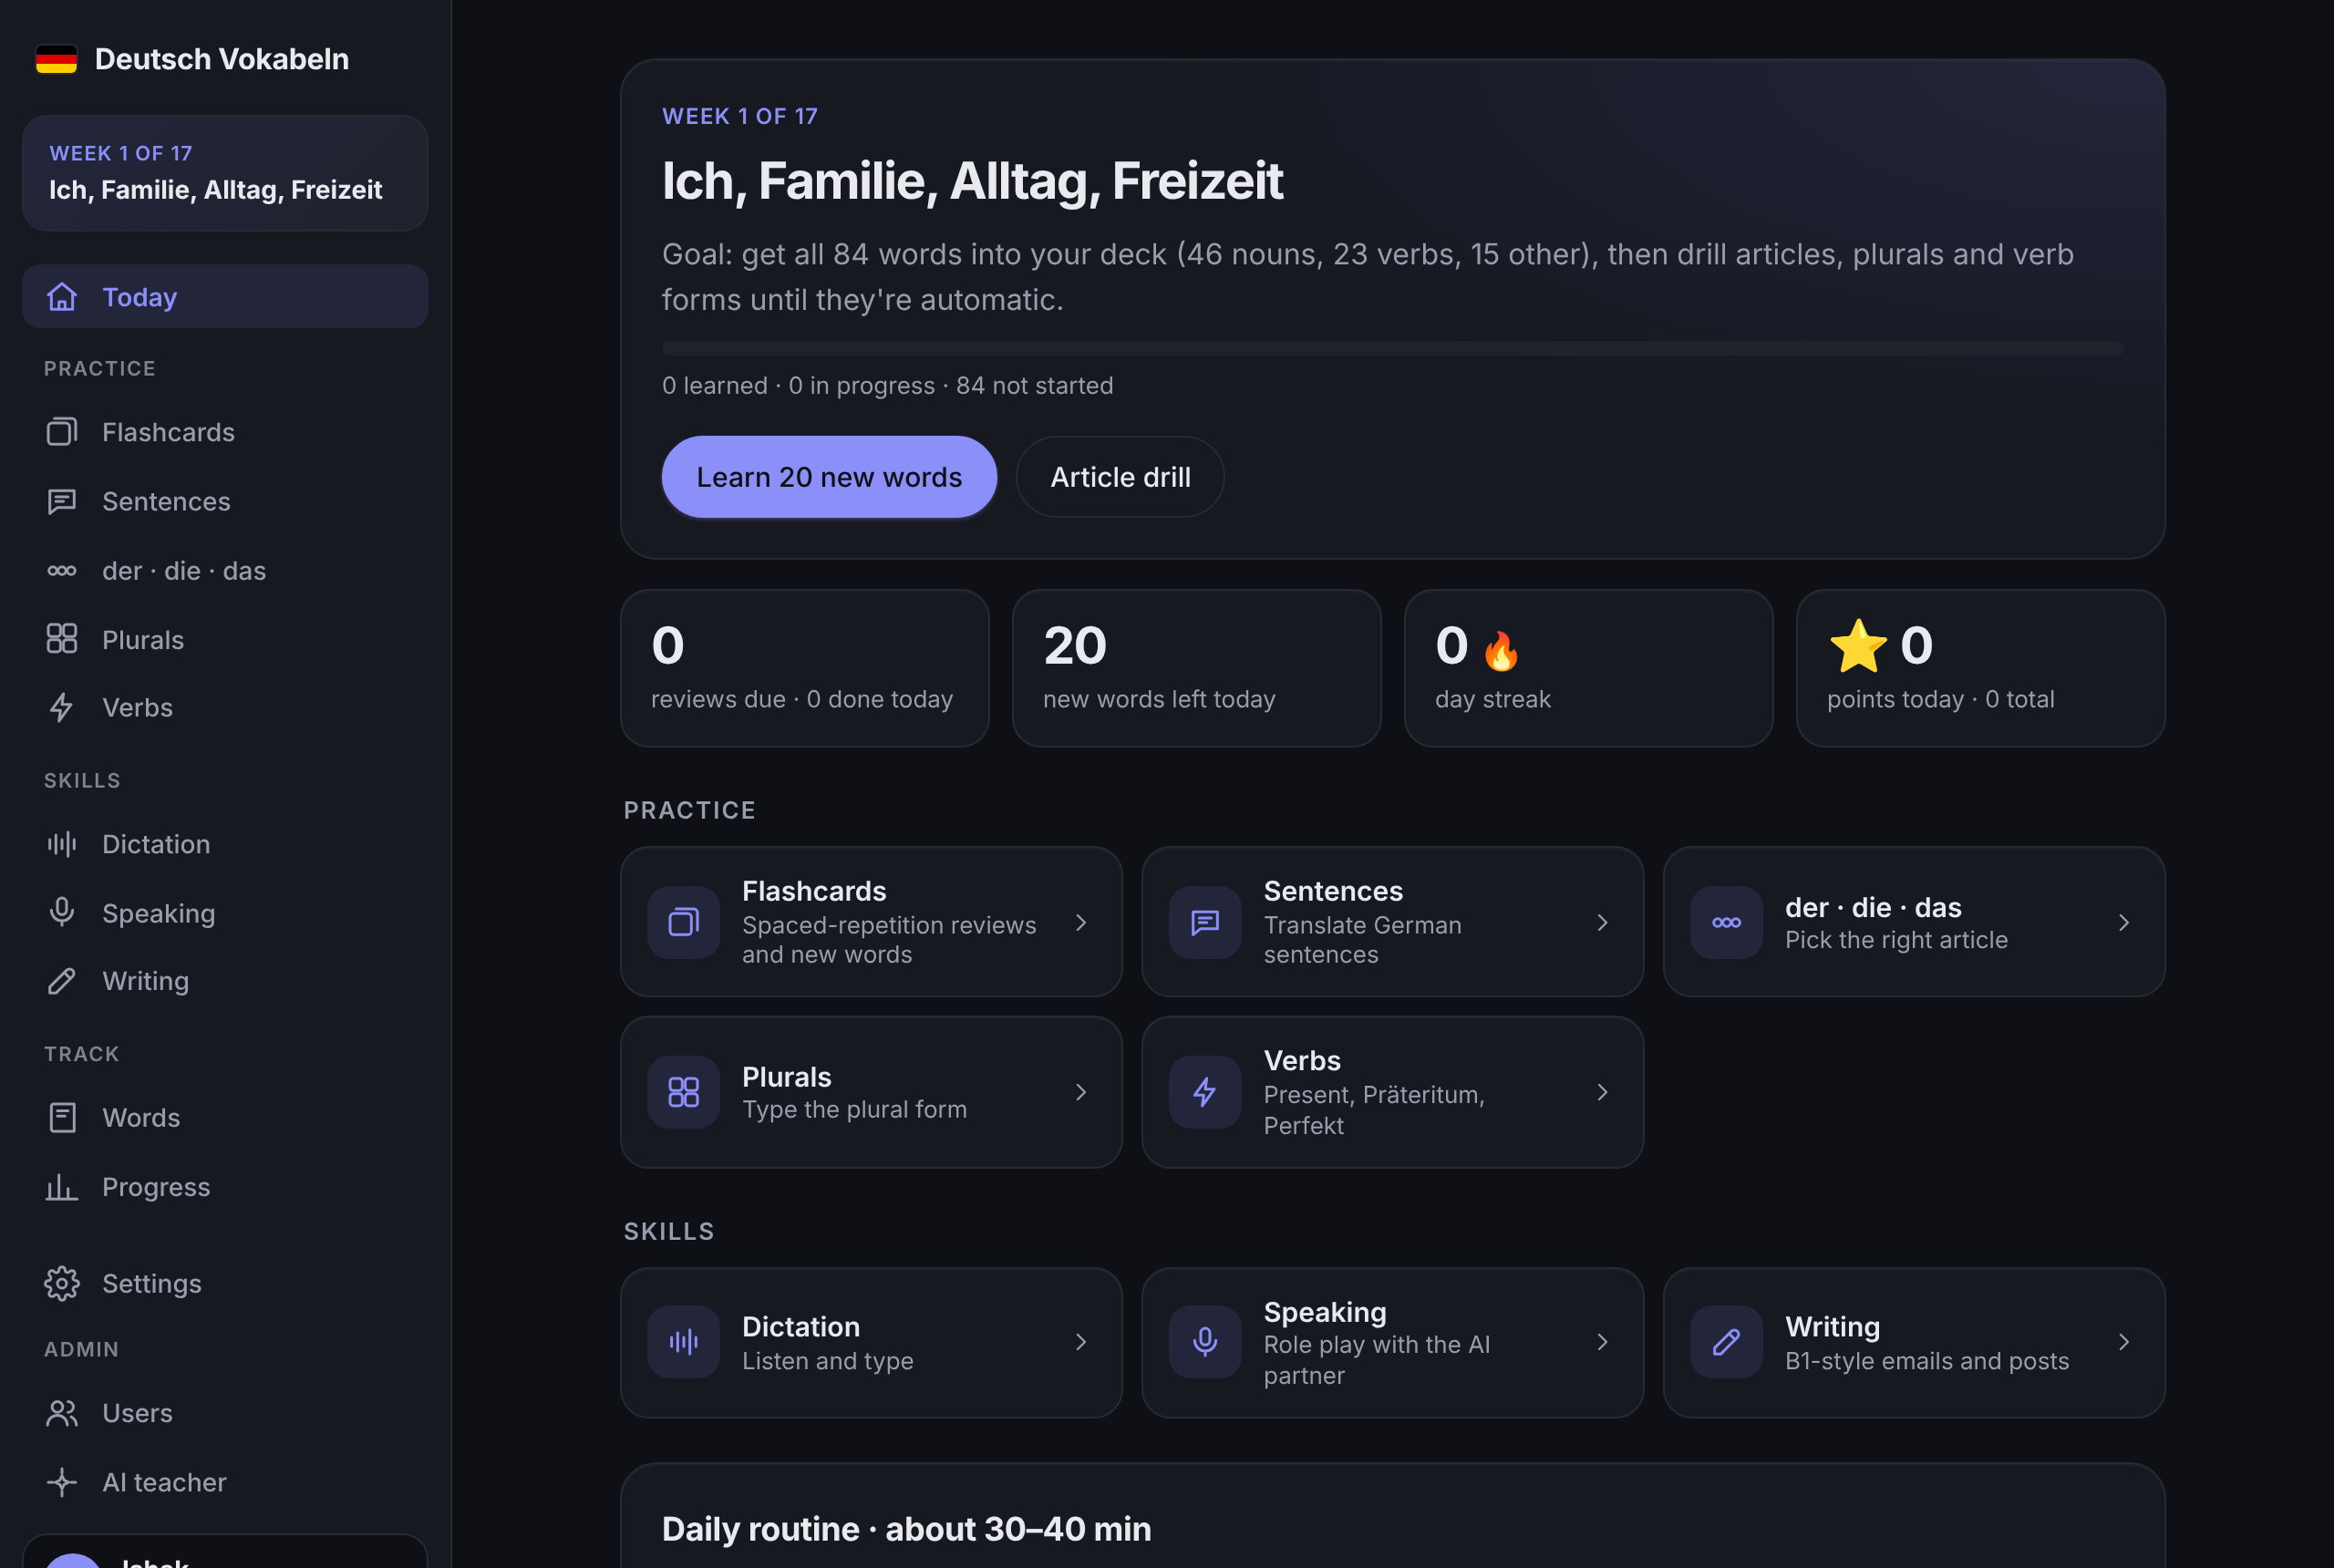 Deutsch Vokabeln
WEEK 1 OF 17
Ich, Familie, Alltag, Freizeit
Today
PRACTICE
Flashcards
Sentences
der · die · das
Plurals
Verbs
SKILLS
Dictation
Speaking
Writing
TRACK
Words
Progress
Settings
ADMIN
Users
AI teacher
WEEK 1 OF 17
Ich, Familie, Alltag, Freizeit
Goal: get all 84 words into your deck (46 nouns, 23 verbs, 15 other), then drill articles, plurals and verb
forms until they're automatic.
0 learned · 0 in progress · 84 not started
Learn 20 new words
Article drill
0
reviews due · 0 done today
20
new words left today
0 🔥
day streak
⭐ 0
points today · 0 total
PRACTICE
Flashcards
Spaced-repetition reviews
and new words
Sentences
Translate German
sentences
der · die · das
Pick the right article
Plurals
Type the plural form
Verbs
Present, Präteritum,
Perfekt
SKILLS
Dictation
Listen and type
Speaking
Role play with the AI
partner
Writing
B1-style emails and posts
Daily routine · about 30–40 min